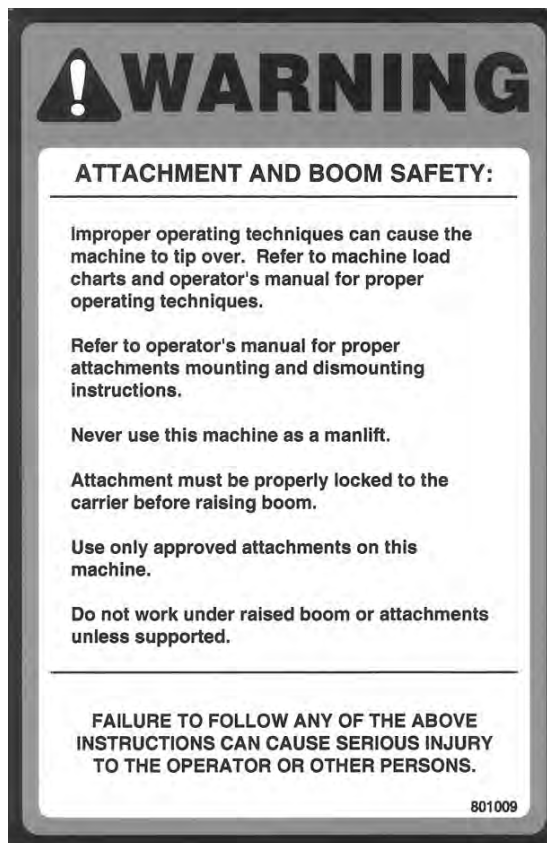 WARNING
ATTACHMENT AND BOOM SAFETY:
Improper operating techniques can cause the
machine to tip over. Refer to machine load
charts and operator's manual for proper
operating techniques.
Refer to operator's manual for proper
attachments mounting and dismounting
instructions.
Never use this machine as a manlift.
Attachment must be properly locked to the
carrier before raising boom.
Use only approved attachments on this
machine.
Do not work under raised boom or attachments
unless supported.
FAILURE TO FOLLOW ANY OF THE ABOVE
INSTRUCTIONS CAN CAUSE SERIOUS INJURY
TO THE OPERATOR OR OTHER PERSONS.
801009